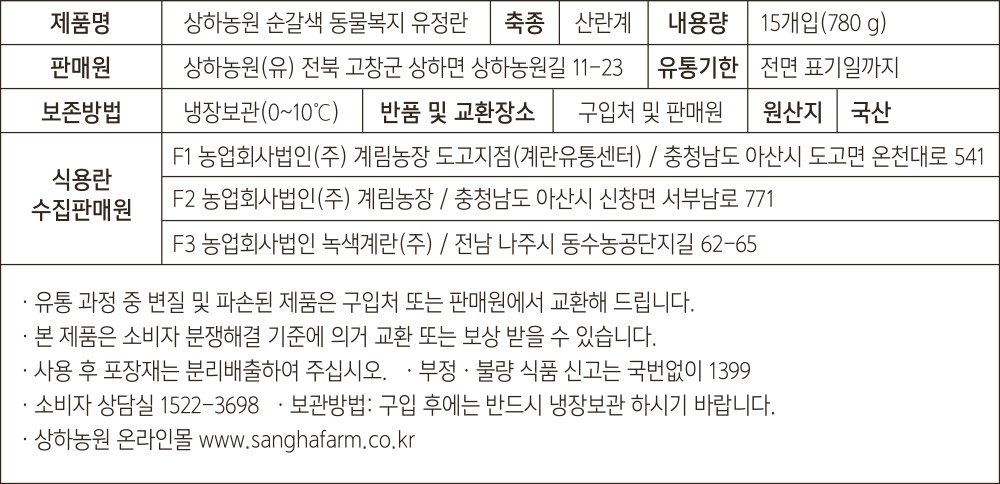 제품명 상하농원 순갈색 동물복지 유정란 축종 산란계 내용량 15개입(780 g)
판매원 상하농원(유) 전북 고창군 상하면 상하농원길 11-23 유통기한 전면 표기일까지
보존방법 냉장보관(0~10℃) 반품 및 교환장소 구입처 및 판매원 원산지 국산
식용란 수집판매원
F1 농업회사법인(주) 계림농장 도고지점(계란유통센터) / 충청남도 아산시 도고면 온천대로 541
F2 농업회사법인(주) 계림농장 / 충청남도 아산시 신창면 서부남로 771
F3 농업회사법인 녹색계란(주) / 전남 나주시 동수농공단지길 62-65
· 유통 과정 중 변질 및 파손된 제품은 구입처 또는 판매원에서 교환해 드립니다.
· 본 제품은 소비자 분쟁해결 기준에 의거 교환 또는 보상 받을 수 있습니다.
· 사용 후 포장재는 분리배출하여 주십시오. · 부정 · 불량 식품 신고는 국번없이 1399
· 소비자 상담실 1522-3698 · 보관방법: 구입 후에는 반드시 냉장보관 하시기 바랍니다.
· 상하농원 온라인몰 www.sanghafarm.co.kr